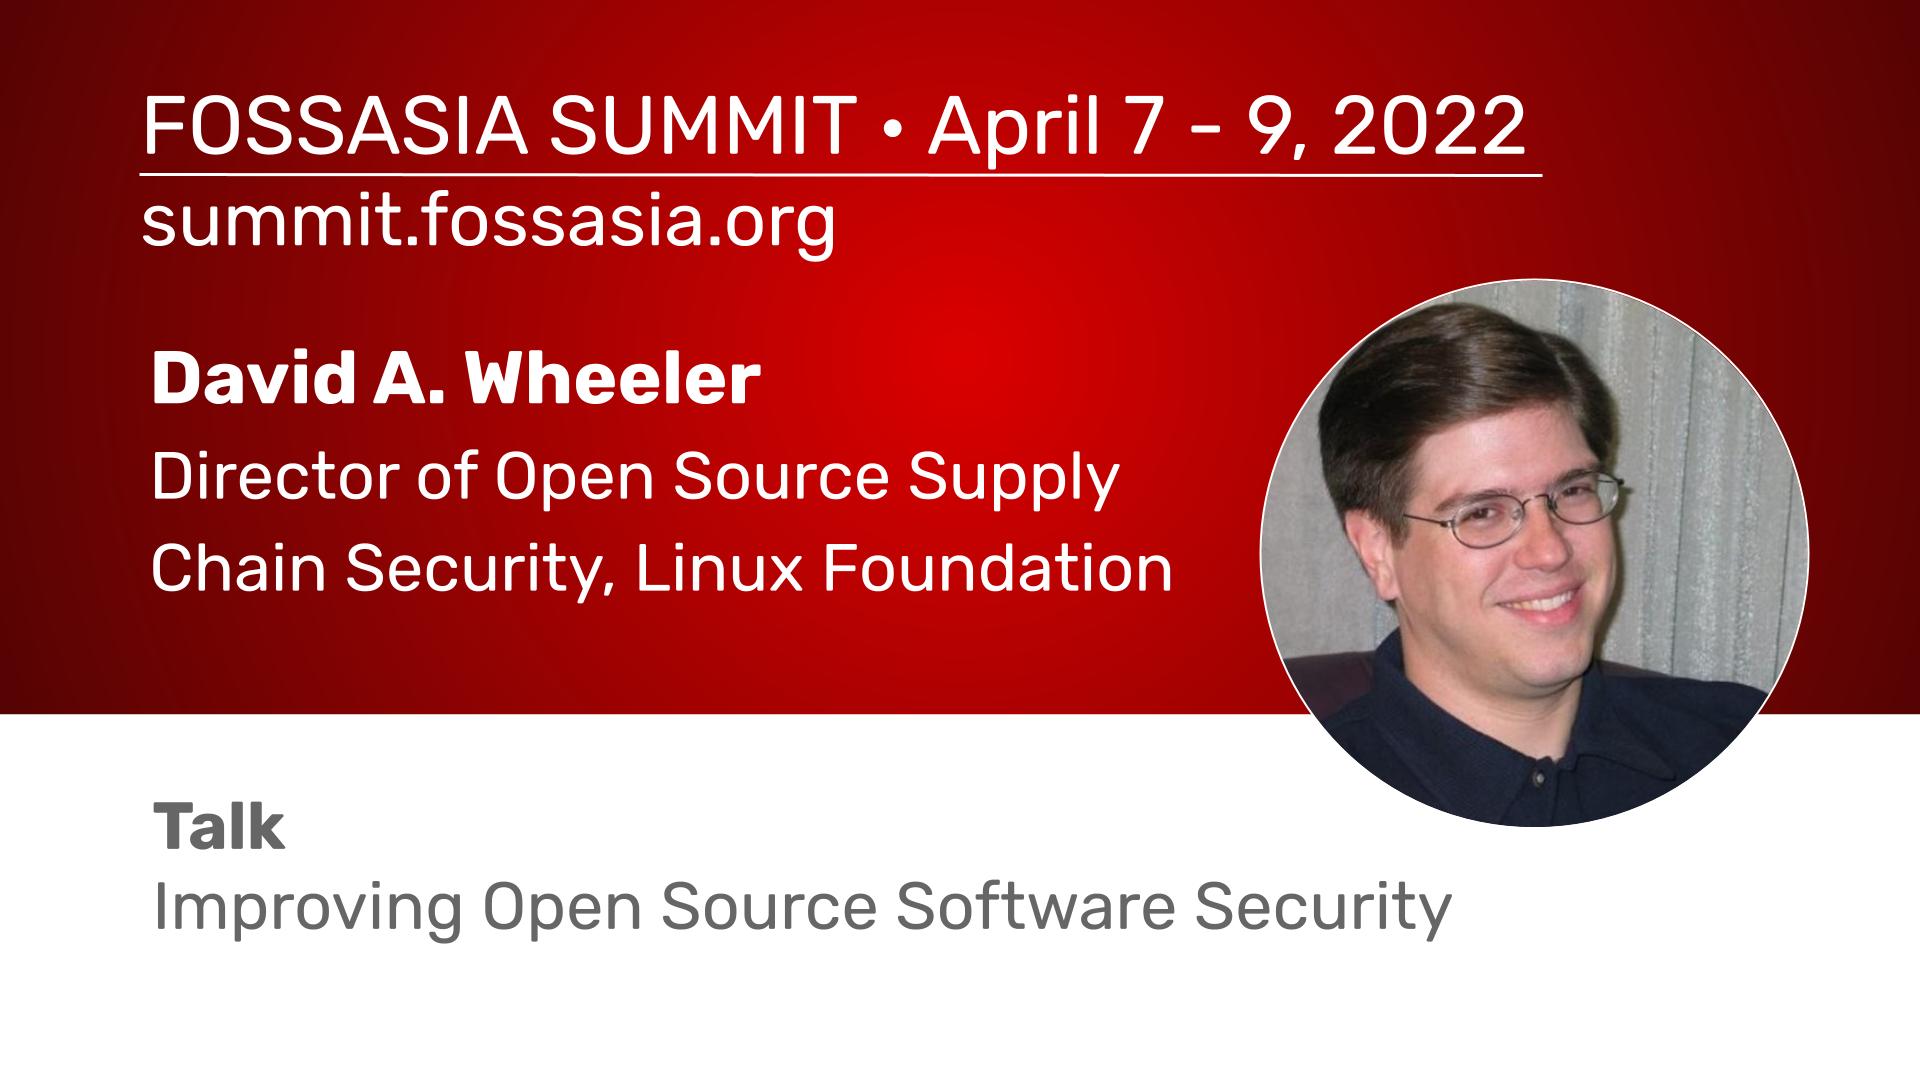 FOSSASIA SUMMIT • April 7 - 9, 2022
summit.fossasia.org
David A. Wheeler
Director of Open Source Supply
Chain Security, Linux Foundation
Talk
Improving Open Source Software Security